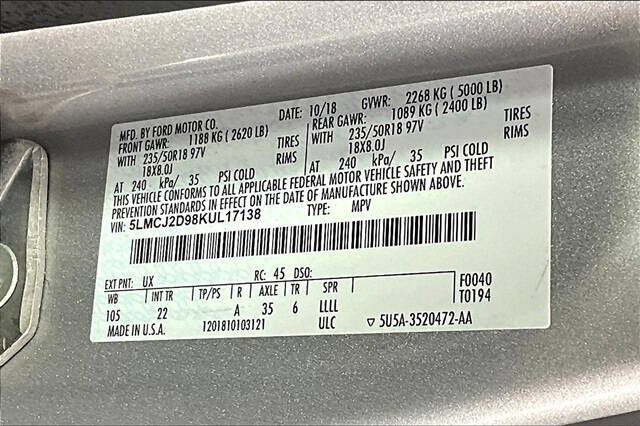 MFD. BY FORD MOTOR CO. DATE: 10/18 GVWR: 2268 KG ( 5000 LB)
FRONT GAWR: 1188 KG ( 2620 LB) REAR GAWR: 1089 KG ( 2400 LB)
WITH 235/50R18 97V TIRES WITH 235/50R18 97V TIRES
18X8.0J RIMS 18X8.0J RIMS
AT 240 kPa/ 35 PSI COLD AT 240 kPa/ 35 PSI COLD
THIS VEHICLE CONFORMS TO ALL APPLICABLE FEDERAL MOTOR VEHICLE SAFETY AND THEFT
PREVENTION STANDARDS IN EFFECT ON THE DATE OF MANUFACTURE SHOWN ABOVE.
VIN: 5LMCJ2D98KUL17138 TYPE: MPV
EXT PNT: UX RC: 45 DSO: F0040
WB INT TR TP/PS R AXLE TR SPR T0194
105 22 A 35 6 LLLL
MADE IN U.S.A. 1201810103121 ULC ▽ 5U5A-3520472-AA